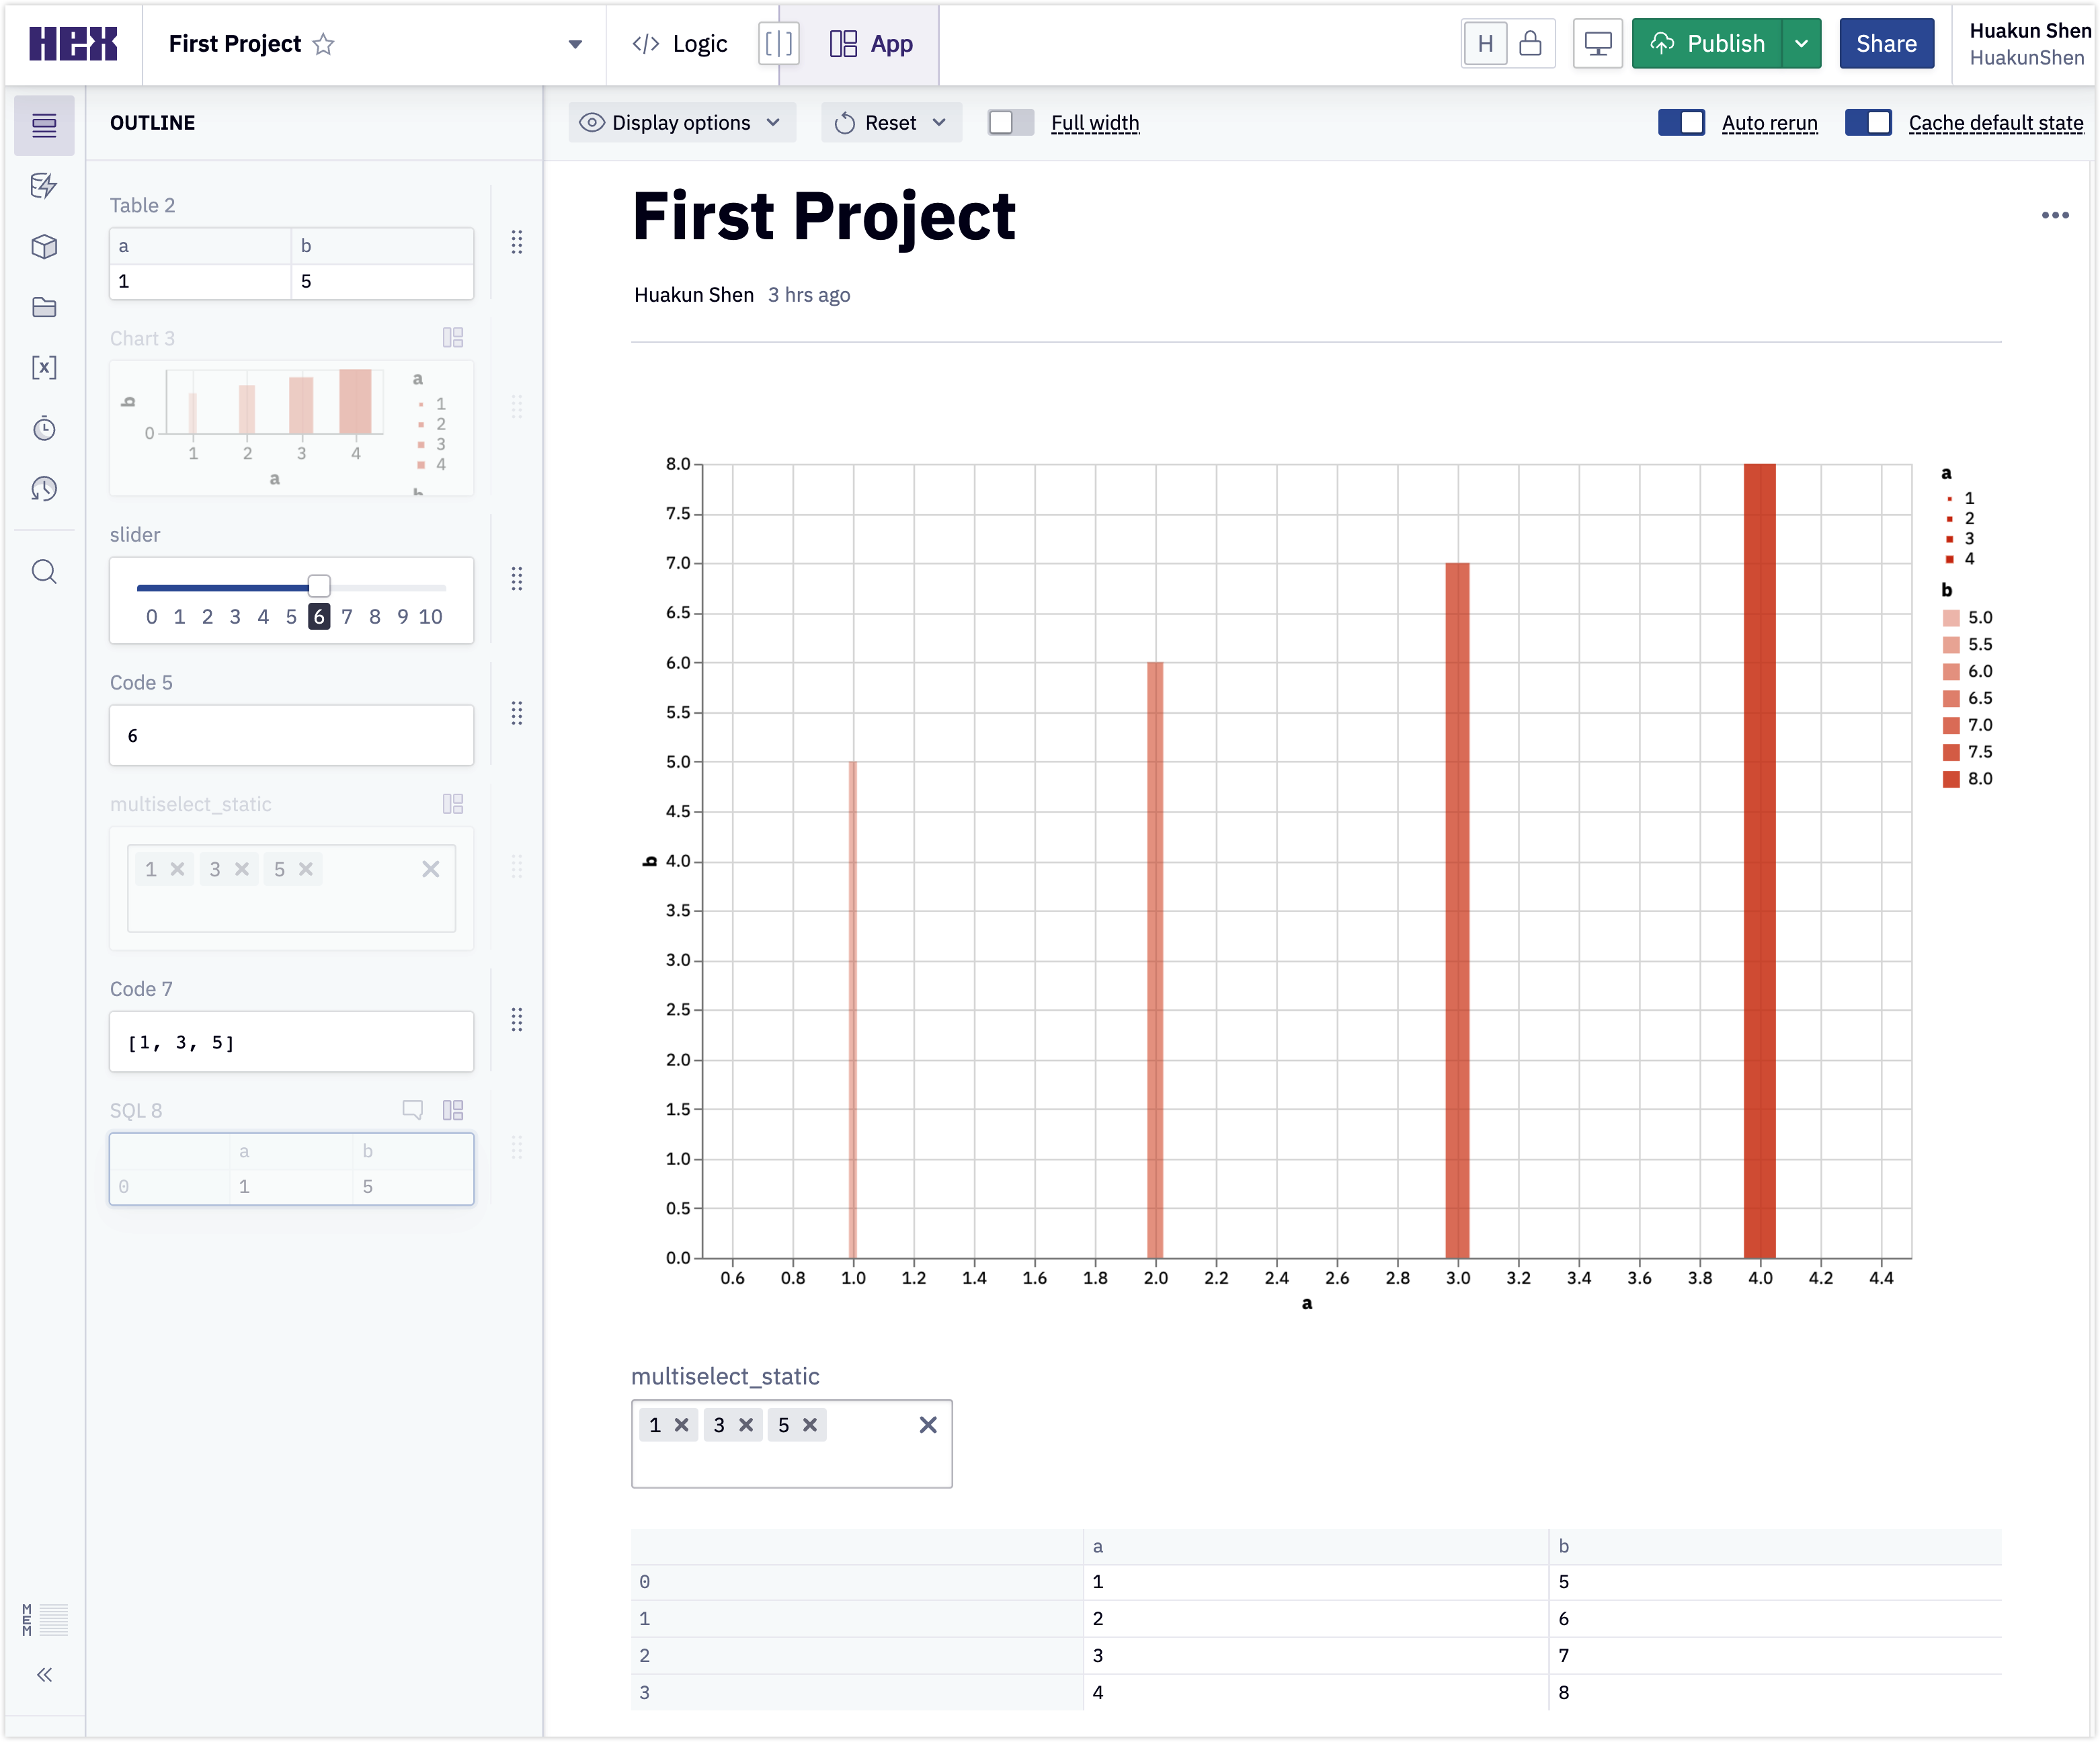 HEX
First Project
</> Logic
App
H
Publish
Share
Huakun Shen
HuakunShen
OUTLINE
Display options
Reset
Full width
Auto rerun
Cache default state
Table 2
a b
1 5
Chart 3
b
0
1 2 3 4
a
a
1
2
3
4
b
slider
0 1 2 3 4 5 6 7 8 9 10
Code 5
6
multiselect_static
1 3 5
Code 7
[1, 3, 5]
SQL 8
a b
0 1 5
MEM
First Project
Huakun Shen 3 hrs ago
8.0
7.5
7.0
6.5
6.0
5.5
5.0
4.5
4.0
3.5
3.0
2.5
2.0
1.5
1.0
0.5
0.0
b
0.6 0.8 1.0 1.2 1.4 1.6 1.8 2.0 2.2 2.4 2.6 2.8 3.0 3.2 3.4 3.6 3.8 4.0 4.2 4.4
a
a
1
2
3
4
b
5.0
5.5
6.0
6.5
7.0
7.5
8.0
multiselect_static
1 3 5
a b
0 1 5
1 2 6
2 3 7
3 4 8